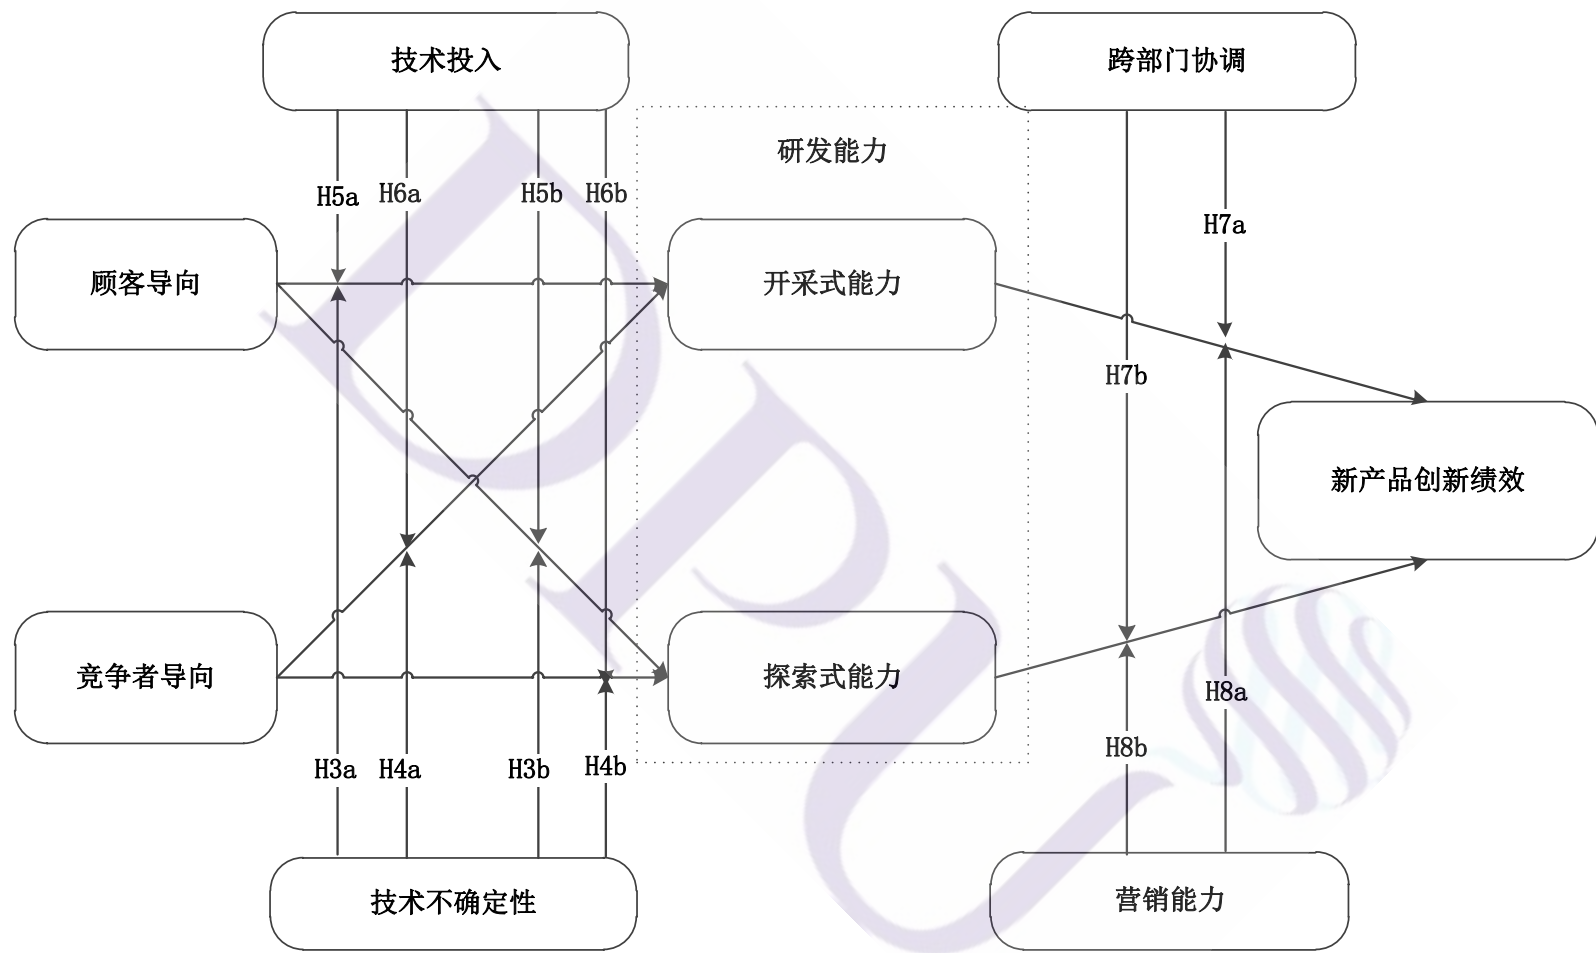 技术投入
跨部门协调
研发能力
H5a
H6a
H5b
H6b
H7a
顾客导向
开采式能力
H7b
新产品创新绩效
竞争者导向
探索式能力
H8a
H3a
H4a
H3b
H4b
H8b
技术不确定性
营销能力
DPU